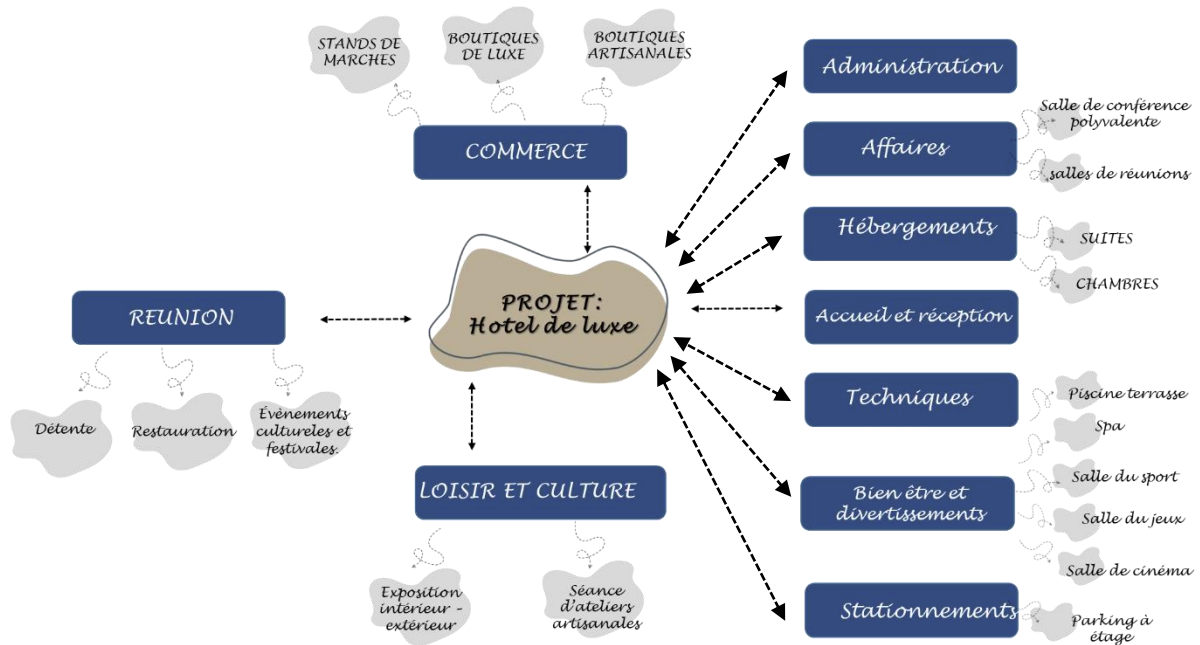 STANDS DE
MARCHES
BOUTIQUES
DE LUXE
BOUTIQUES
ARTISANALES
COMMERCE
PROJET:
Hotel de luxe
REUNION
Détente
Restauration
Évènements
cultureles et
festivales.
LOISIR ET CULTURE
Exposition
intérieur -
extérieur
Séance
d'ateliers
artisanales
Administration
Affaires
Salle de conférence
polyvalente
salles de réunions
Hébergements
SUITES
CHAMBRES
Accueil et réception
Techniques
Bien être et
divertissements
Piscine terrasse
Spa
Salle du sport
Salle du jeux
Salle de cinéma
Stationnements
Parking à
étage